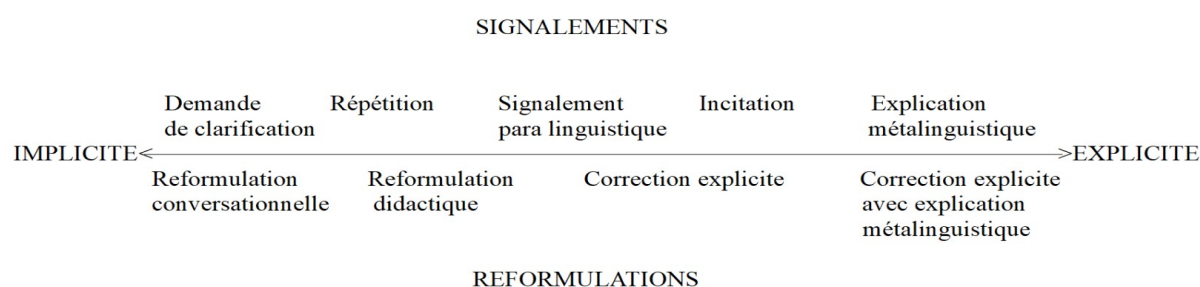 SIGNALEMENTS
Demande Répétition Signalement Incitation Explication
de clarification para linguistique métalinguistique
IMPLICITE< >EXPLICITE
Reformulation Reformulation Correction explicite Correction explicite
conversationnelle didactique avec explication
métalinguistique
REFORMULATIONS